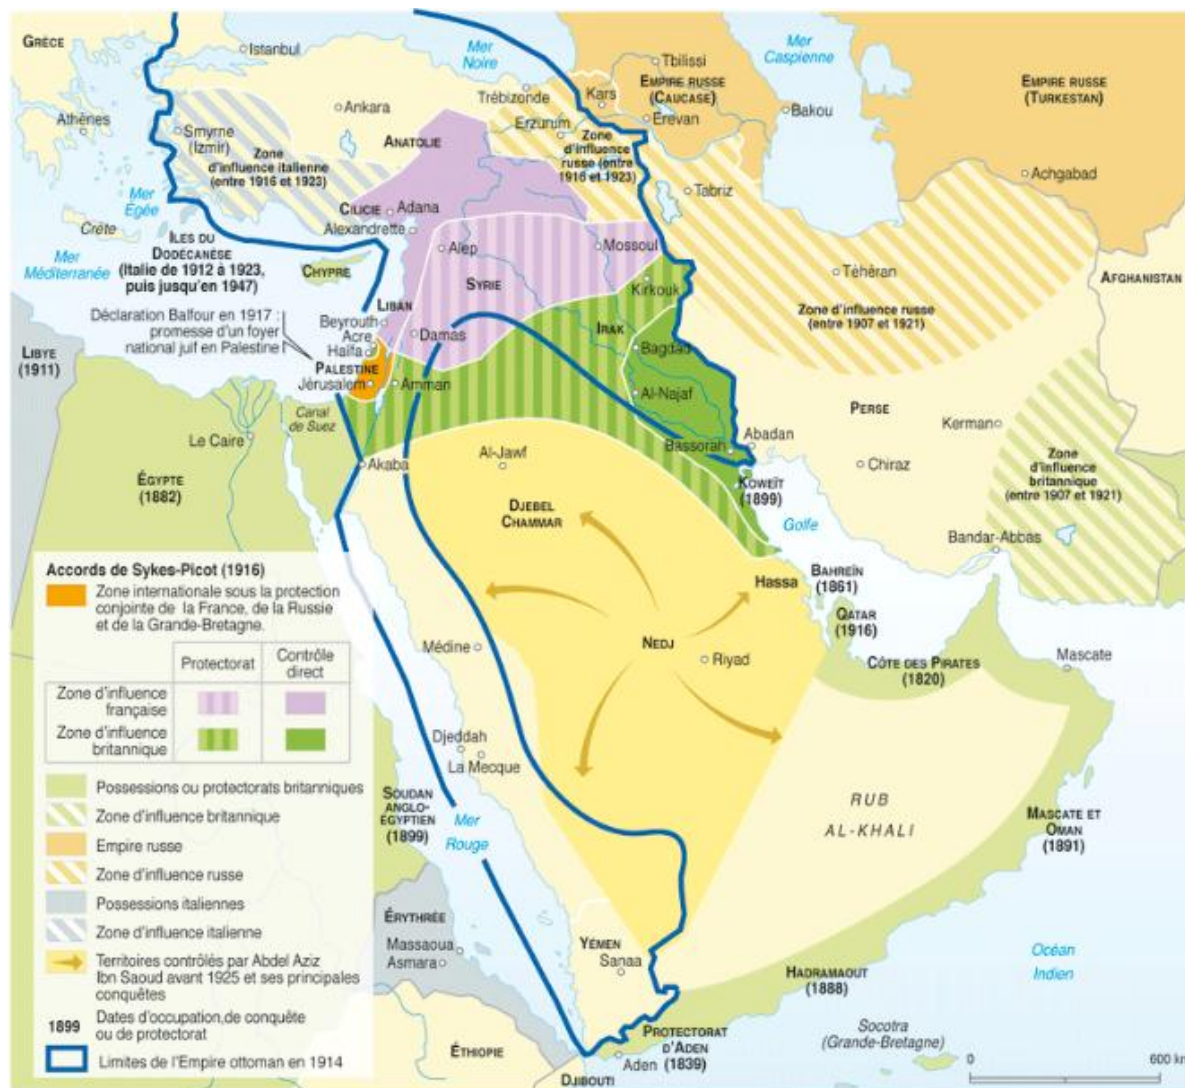 GRÈCE
Istanbul
Mer
Noire
Tbilissi
Mer
Caspienne
EMPIRE RUSSE
(CAUCASE)
EMPIRE RUSSE
(TURKESTAN)
Trébizonde
Kars
Ankara
Athènes
Smyrne
(Izmir)
Erzurum
Erevan
Bakou
ANATOLIE
Zone
d'influence italienne
(entre 1916 et 1923)
Zone
d'influence
russe (entre
1916 et 1923)
Tabriz
Achgabad
Mer
Égée
CILICIE
Adana
Alexandrette
Crête
ILES DU
DODÉCANÈSE
(Italie de 1912 à 1923,
puis jusqu'en 1947)
Mer
Méditerranée
CHYPRE
Alep
Mossoul
SYRIE
Kirkouk
Téhéran
AFGHANISTAN
Zone d'influence russe
(entre 1907 et 1921)
LIBAN
Déclaration Balfour en 1917 :
promesse d'un foyer
national juif en Palestine
Beyrouth
Acre
Haïfa
Damas
IRAK
Bagdad
LIBYE
(1911)
PALESTINE
Jérusalem
Amman
Al-Najaf
PERSE
Canal
de Suez
Le Caire
Kerman
Bassorah
Abadan
Akaba
Al-Jawf
Chiraz
Zone
d'influence
britannique
(entre 1907 et 1921)
ÉGYPTE
(1882)
KOWEÏT
(1899)
DJEBEL
CHAMMAR
Golfe
Bandar-Abbas
Hassa
BAHREÏN
(1861)
QATAR
(1916)
Médine
NEDJ
Riyad
CÔTE DES PIRATES
(1820)
Mascate
Djeddah
La Mecque
SOUDAN
ANGLO-
ÉGYPTIEN
(1899)
Mer
Rouge
RUB
AL-KHALI
MASCATE ET
OMAN
(1891)
ÉRYTHRÉE
Massaoua
Asmara
YÉMEN
Sanaa
Océan
Indien
HADRAMAOUT
(1888)
PROTECTORAT
D'ADEN
(1839)
Aden
Socotra
(Grande-Bretagne)
ÉTHIOPIE
DJIBOUTI
0
600 km
Accords de Sykes-Picot (1916)
Zone internationale sous la protection
conjointe de la France, de la Russie
et de la Grande-Bretagne.
Protectorat
Contrôle
direct
Zone d'influence
française
Zone d'influence
britannique
Possessions ou protectorats britanniques
Zone d'influence britannique
Empire russe
Zone d'influence russe
Possessions italiennes
Zone d'influence italienne
Territoires contrôlés par Abdel Aziz
Ibn Saoud avant 1925 et ses principales
conquêtes
1899 Dates d'occupation,de conquête
ou de protectorat
Limites de l'Empire ottoman en 1914